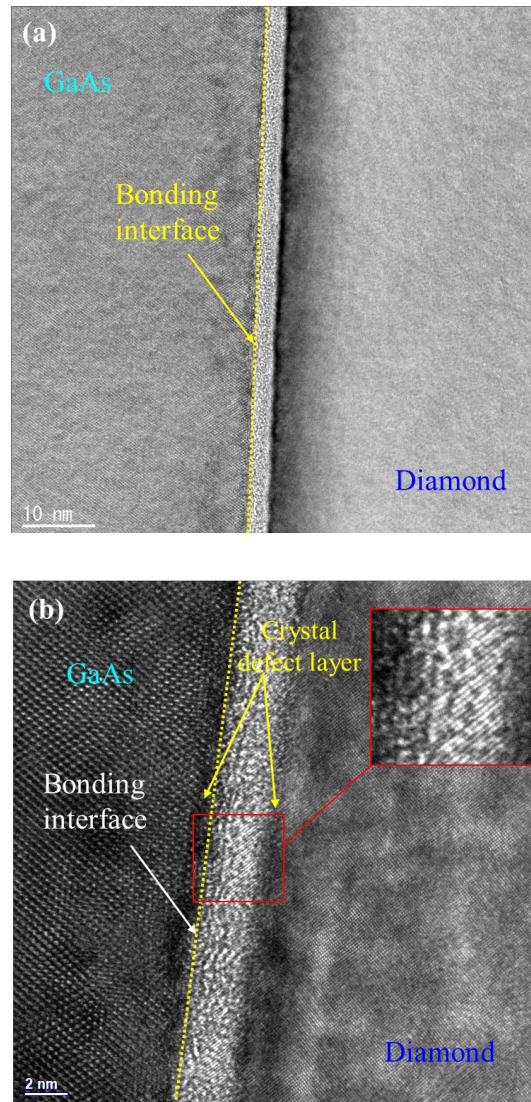 (a)
GaAs
Bonding
interface
Diamond
10 nm
(b)
Crystal
defect layer
GaAs
Bonding
interface
Diamond
2 nm